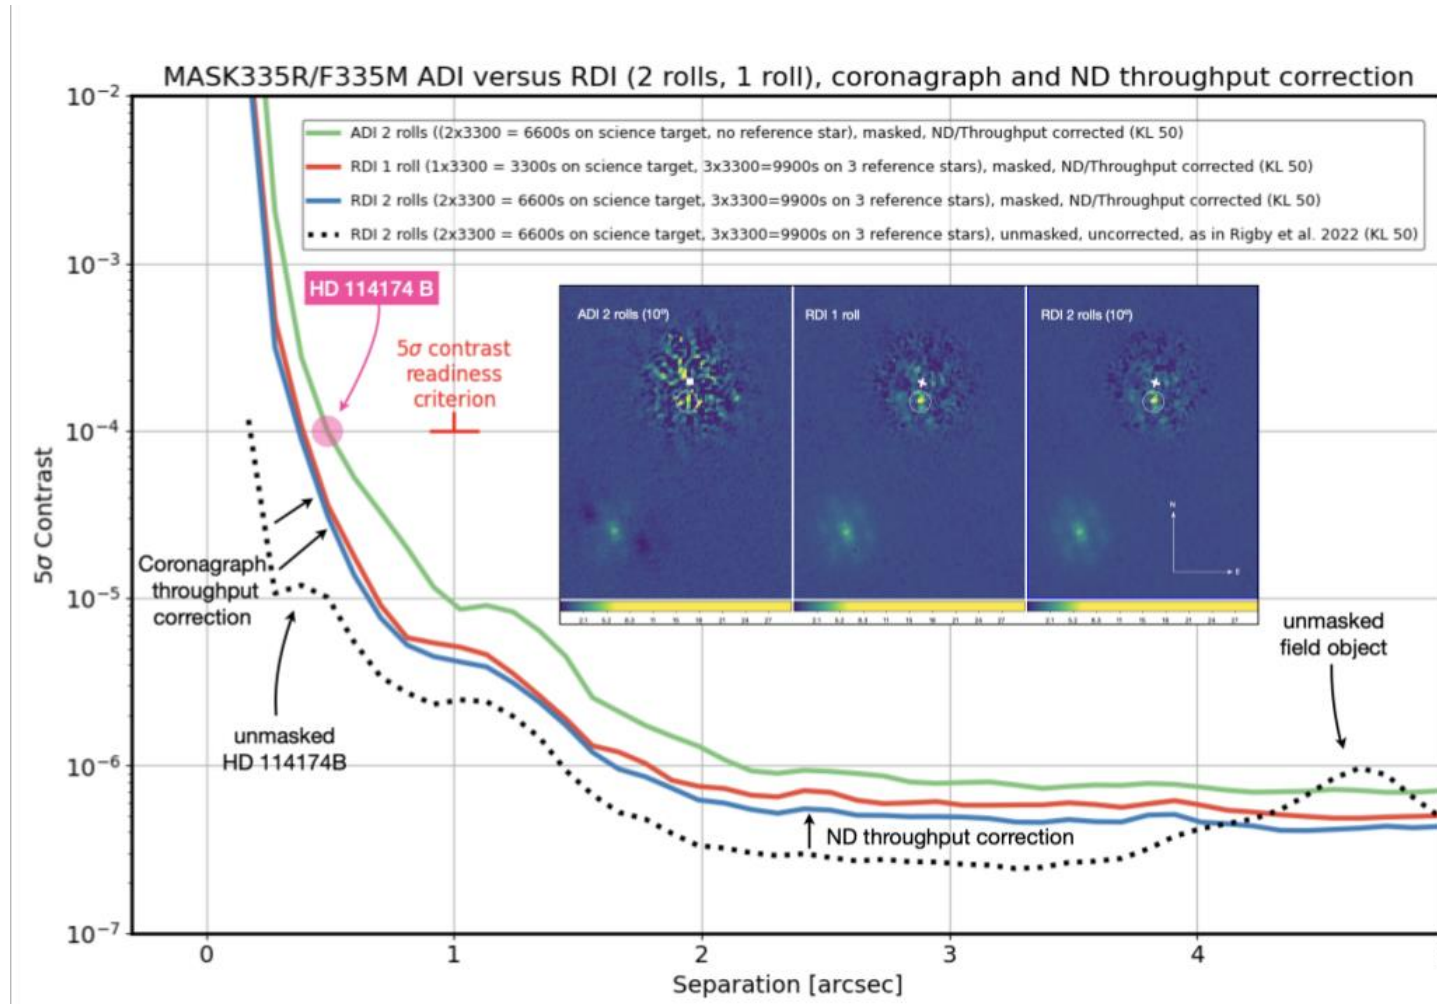 MASK335R/F335M ADI versus RDI (2 rolls, 1 roll), coronagraph and ND throughput correction
10⁻²
ADI 2 rolls ((2x3300 = 6600s on science target, no reference star), masked, ND/Throughput corrected (KL 50)
RDI 1 roll (1x3300 = 3300s on science target, 3x3300=9900s on 3 reference stars), masked, ND/Throughput corrected (KL 50)
RDI 2 rolls (2x3300 = 6600s on science target, 3x3300=9900s on 3 reference stars), masked, ND/Throughput corrected (KL 50)
RDI 2 rolls (2x3300 = 6600s on science target, 3x3300=9900s on 3 reference stars), unmasked, uncorrected, as in Rigby et al. 2022 (KL 50)
10⁻³
HD 114174 B
5σ contrast
readiness
criterion
ADI 2 rolls (10º)
RDI 1 roll
RDI 2 rolls (10º)
10⁻⁴
5σ Contrast
N
E
Coronagraph
throughput
correction
10⁻⁵
unmasked
field object
unmasked
HD 114174B
10⁻⁶
ND throughput correction
10⁻⁷
0 1 2 3 4
Separation [arcsec]